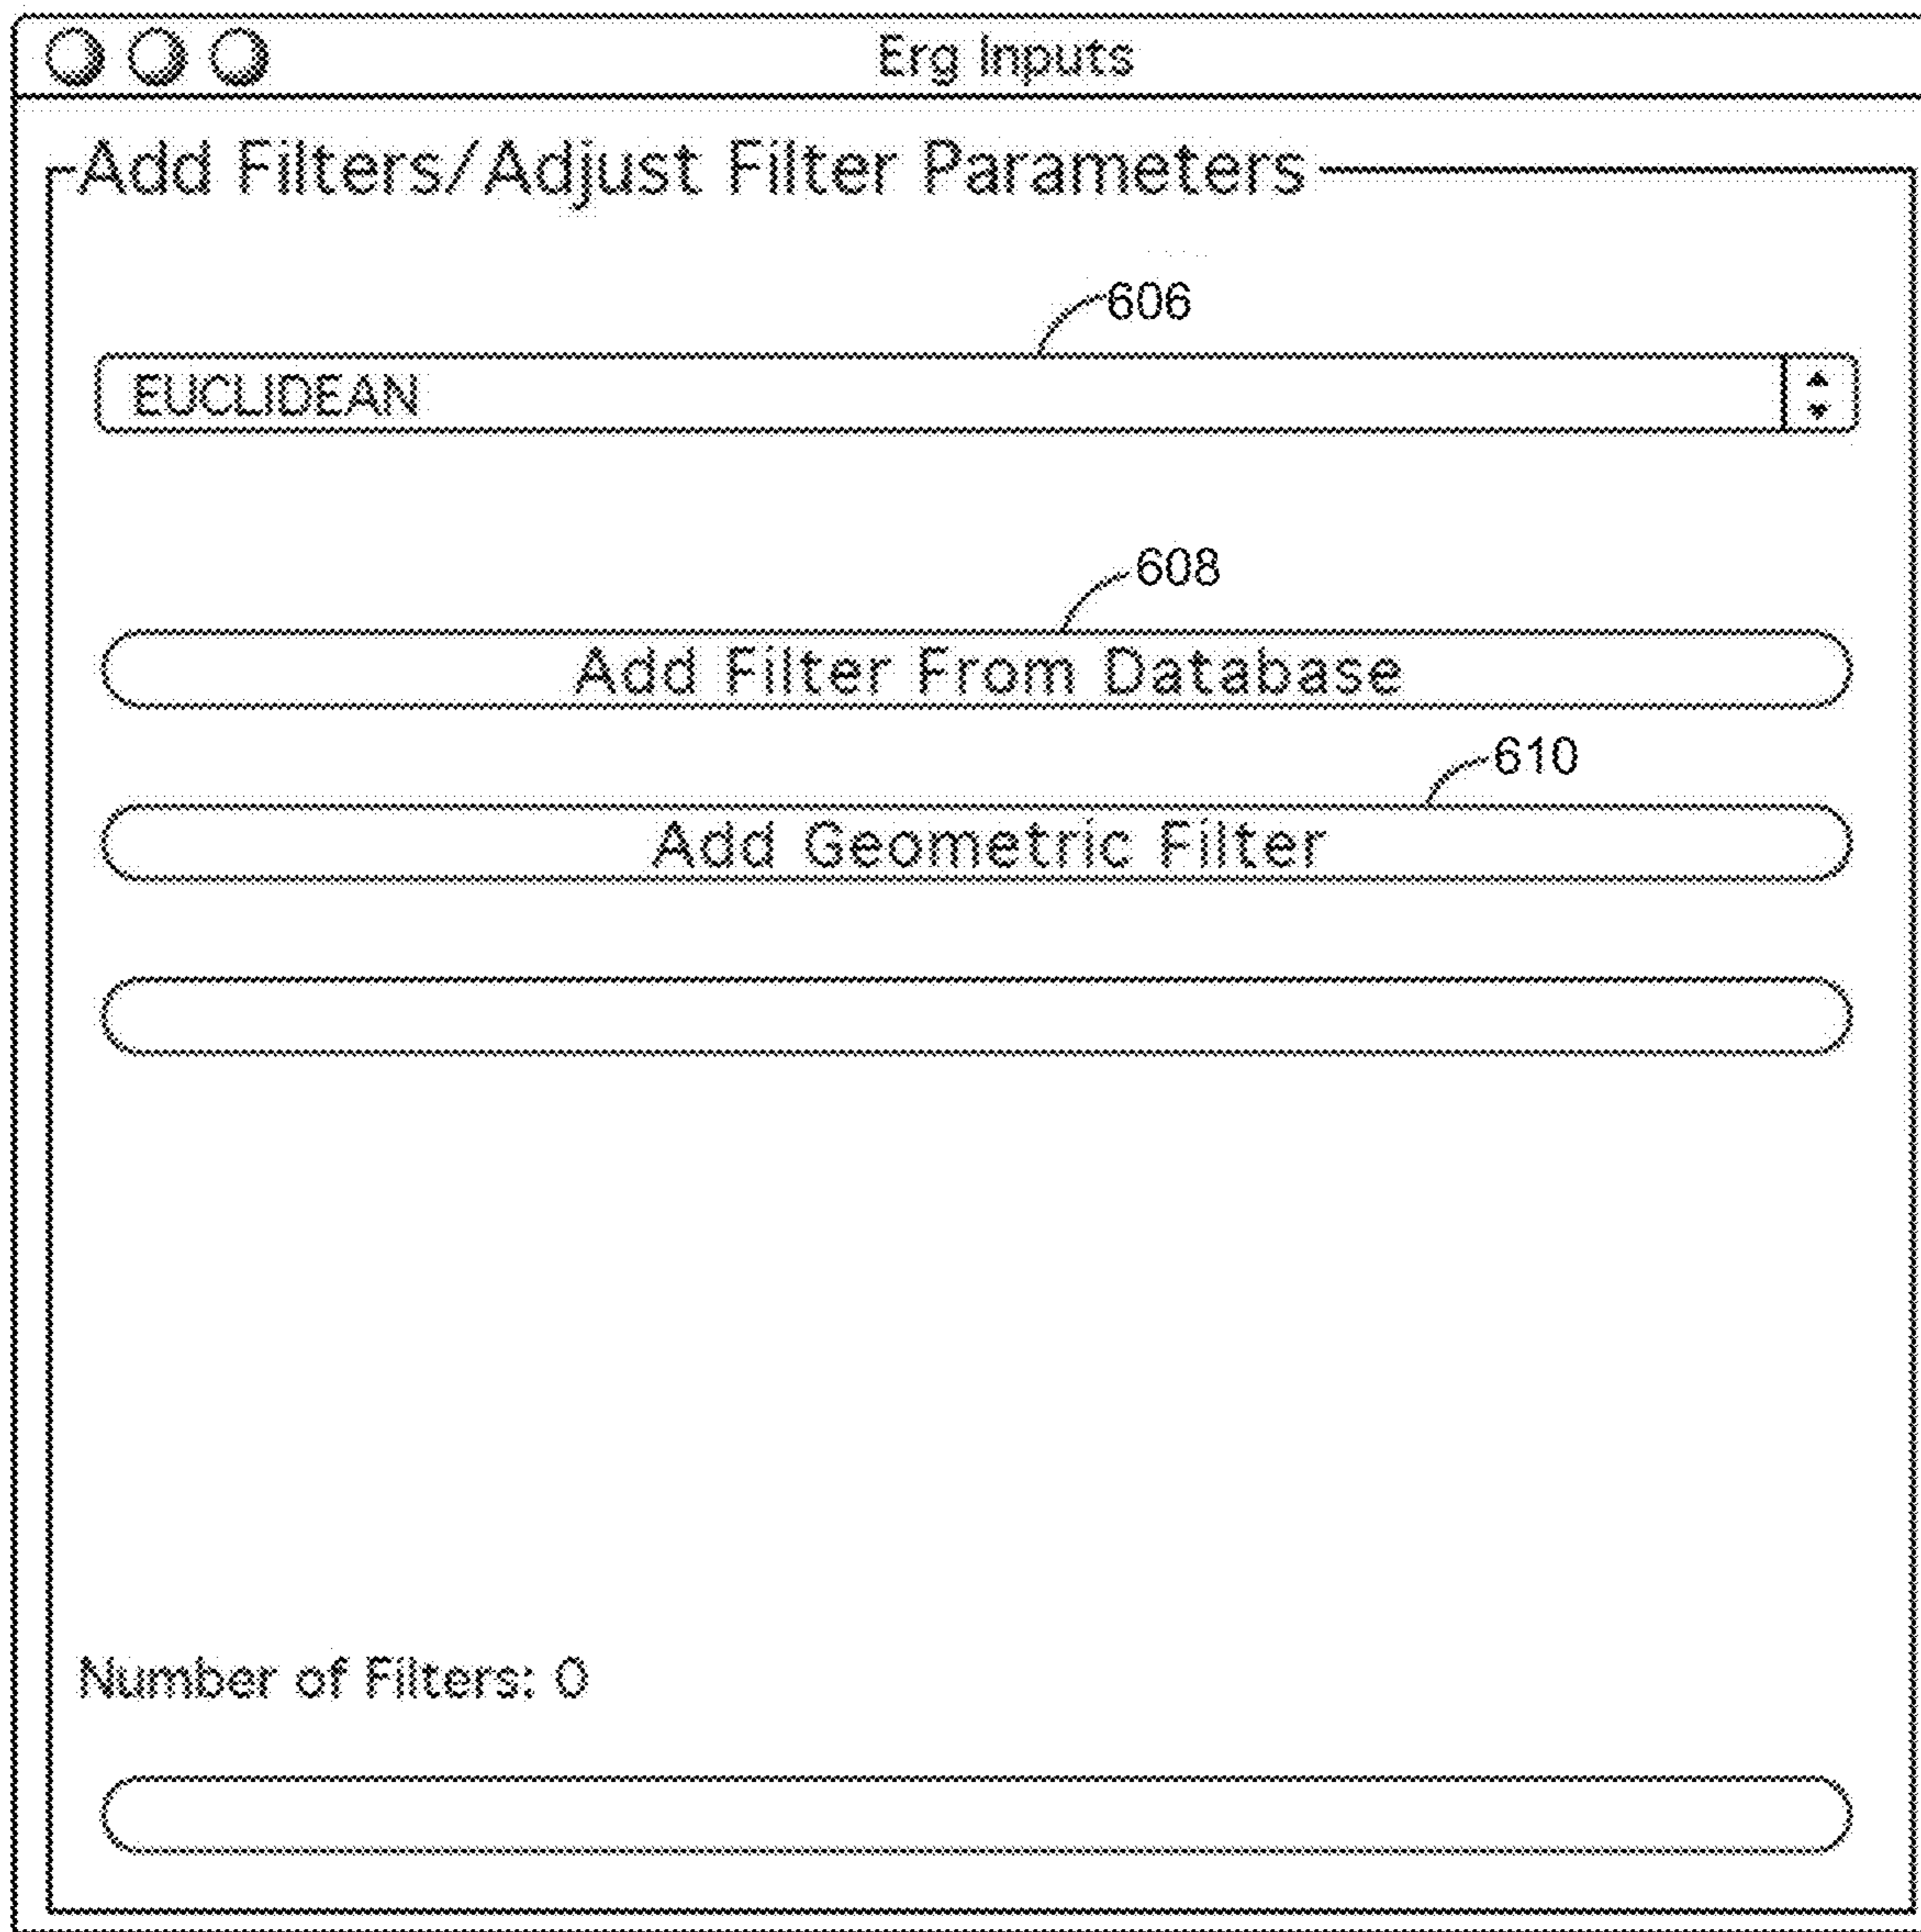 Erg Inputs
Add Filters/Adjust Filter Parameters
606
EUCLIDEAN
608
Add Filter From Database
610
Add Geometric Filter
Number of Filters: 0